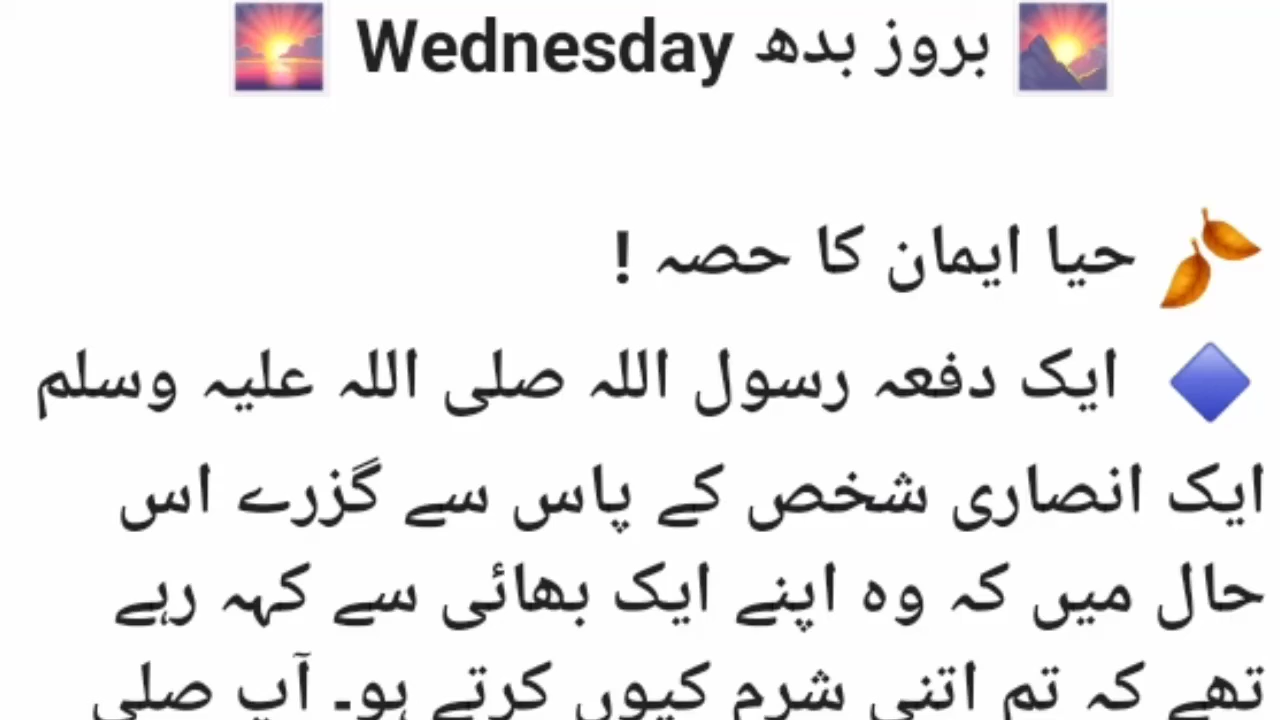 🌄 بروز بدھ Wednesday 🌅
🍂 حیا ایمان کا حصہ !
🔷 ایک دفعہ رسول اللہ صلی اللہ علیہ وسلم
ایک انصاری شخص کے پاس سے گزرے اس
حال میں کہ وہ اپنے ایک بھائی سے کہہ رہے
تھے کہ تم اتنی شرم کیوں کرتے ہو۔ آپ صلی